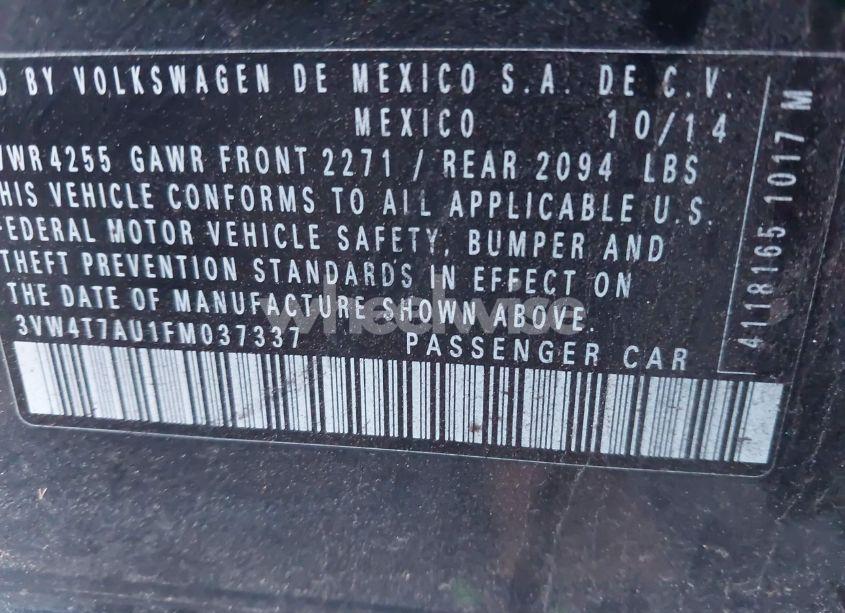 D BY VOLKSWAGEN DE MEXICO S.A. DE C.V.
MEXICO 10/14
VWR4255 GAWR FRONT 2271 / REAR 2094 LBS
HIS VEHICLE CONFORMS TO ALL APPLICABLE U.S.
FEDERAL MOTOR VEHICLE SAFETY, BUMPER AND
THEFT PREVENTION STANDARDS IN EFFECT ON
THE DATE OF MANUFACTURE SHOWN ABOVE.
3VW4T7AU1FM037337 PASSENGER CAR
4118165 1017 M
wheelwise